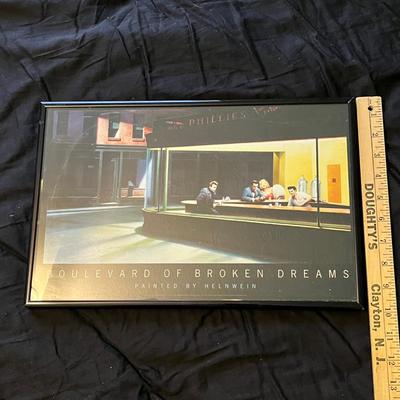 PHILLIES
BOULEVARD OF BROKEN DREAMS
PAINTED BY HELNWEIN
DOUGHTY'S
Clayton, N. J.